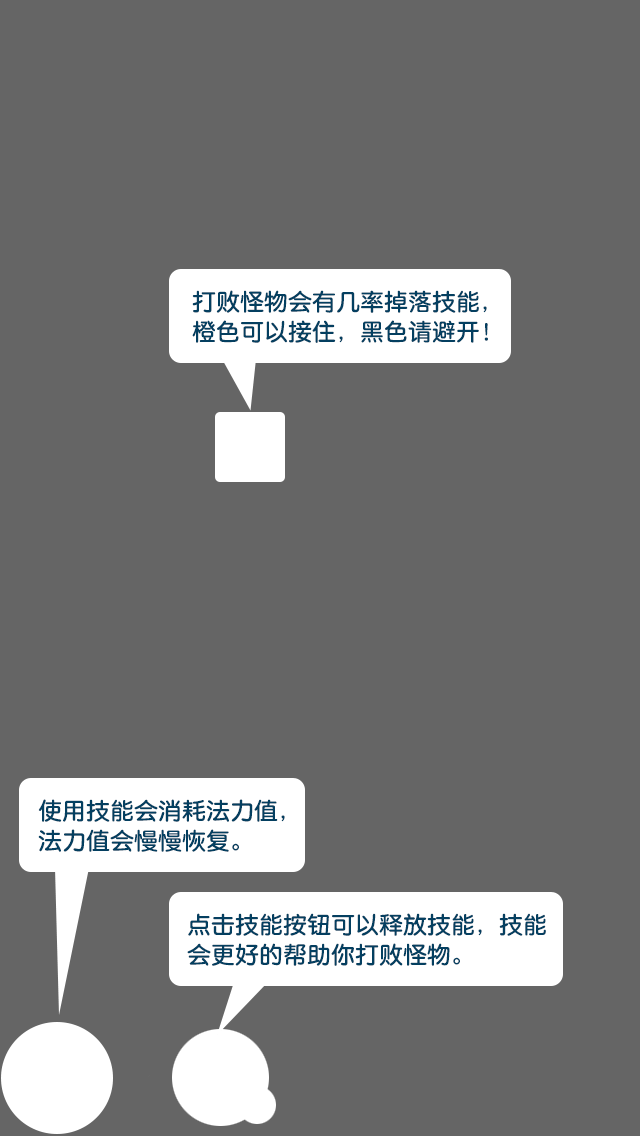 打败怪物会有几率掉落技能，
橙色可以接住，黑色请避开！
使用技能会消耗法力值，
法力值会慢慢恢复。
点击技能按钮可以释放技能，技能
会更好的帮助你打败怪物。